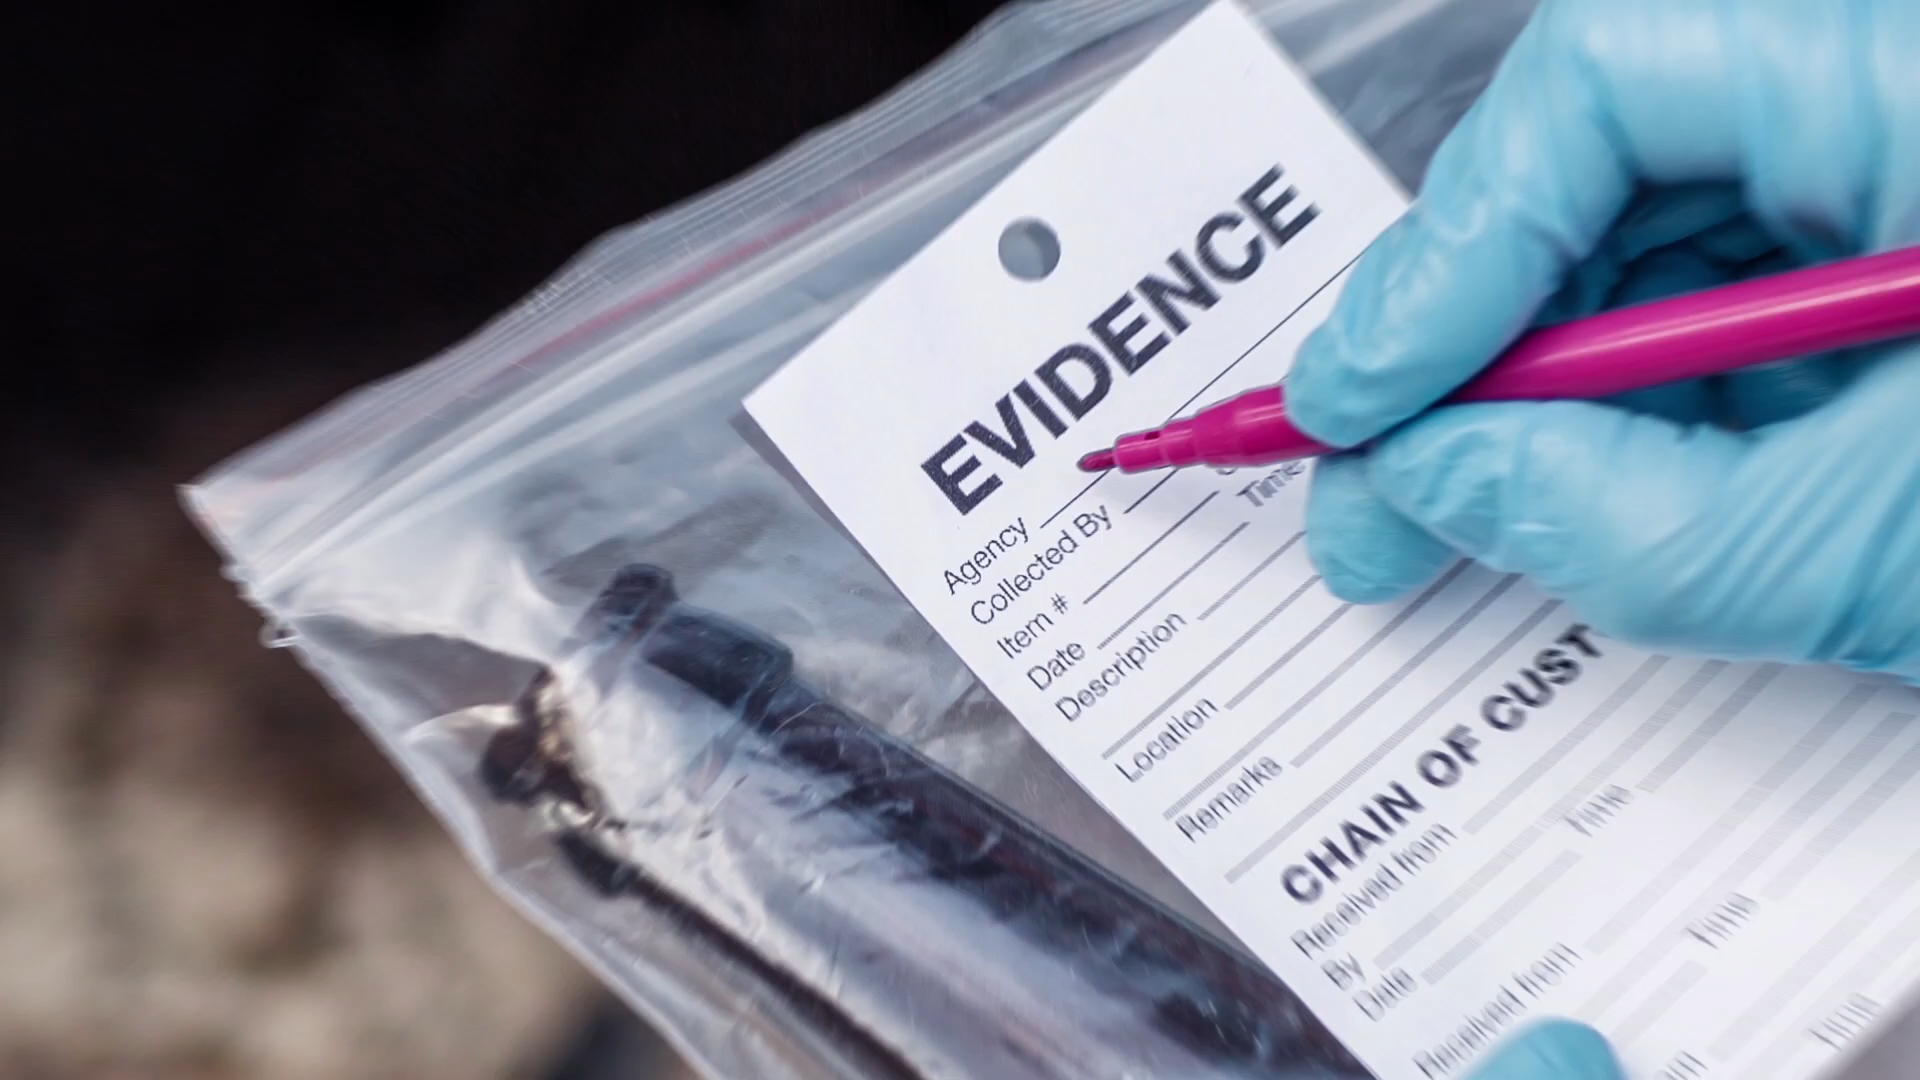 EVIDENCE
Agency
Collected By
Item #
Date Time
Description
Location
Remarks
CHAIN OF CUST
Received from
By
Date Time
Received from
Time